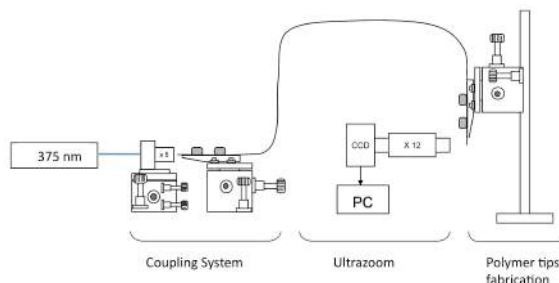 375 nm
x 5
CCD
X 12
PC
Coupling System
Ultrazoom
Polymer tips
fabrication